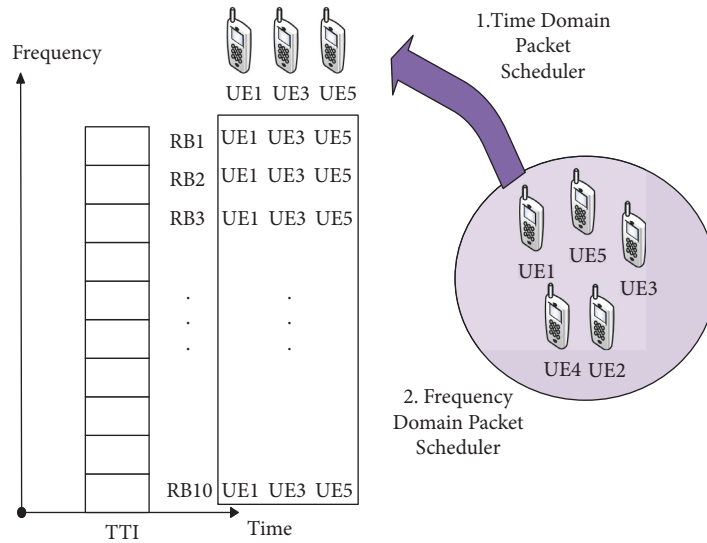 1.Time Domain
Packet
Scheduler
Frequency
UE1 UE3 UE5
RB1 UE1 UE3 UE5
RB2 UE1 UE3 UE5
RB3 UE1 UE3 UE5
. .
. .
. .
RB10 UE1 UE3 UE5
TTI
Time
UE1
UE5
UE3
UE4 UE2
2. Frequency
Domain Packet
Scheduler